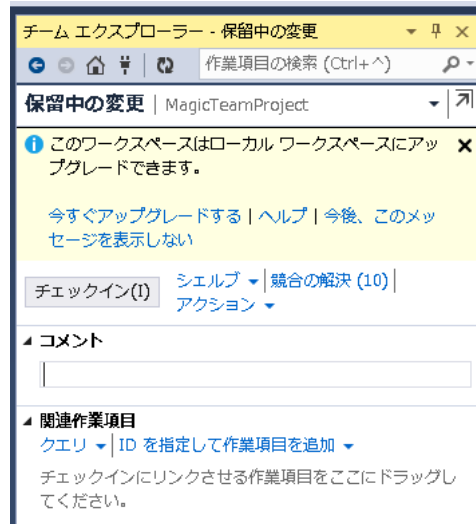 チーム エクスプローラー - 保留中の変更
作業項目の検索 (Ctrl+^)
保留中の変更 | MagicTeamProject
このワークスペースはローカル ワークスペースにアッ
プグレードできます。
今すぐアップグレードする | ヘルプ | 今後、このメッ
セージを表示しない
チェックイン(I)
シェルブ | 競合の解決 (10) |
アクション
コメント
関連作業項目
クエリ | ID を指定して作業項目を追加
チェックインにリンクさせる作業項目をここにドラッグし
てください。